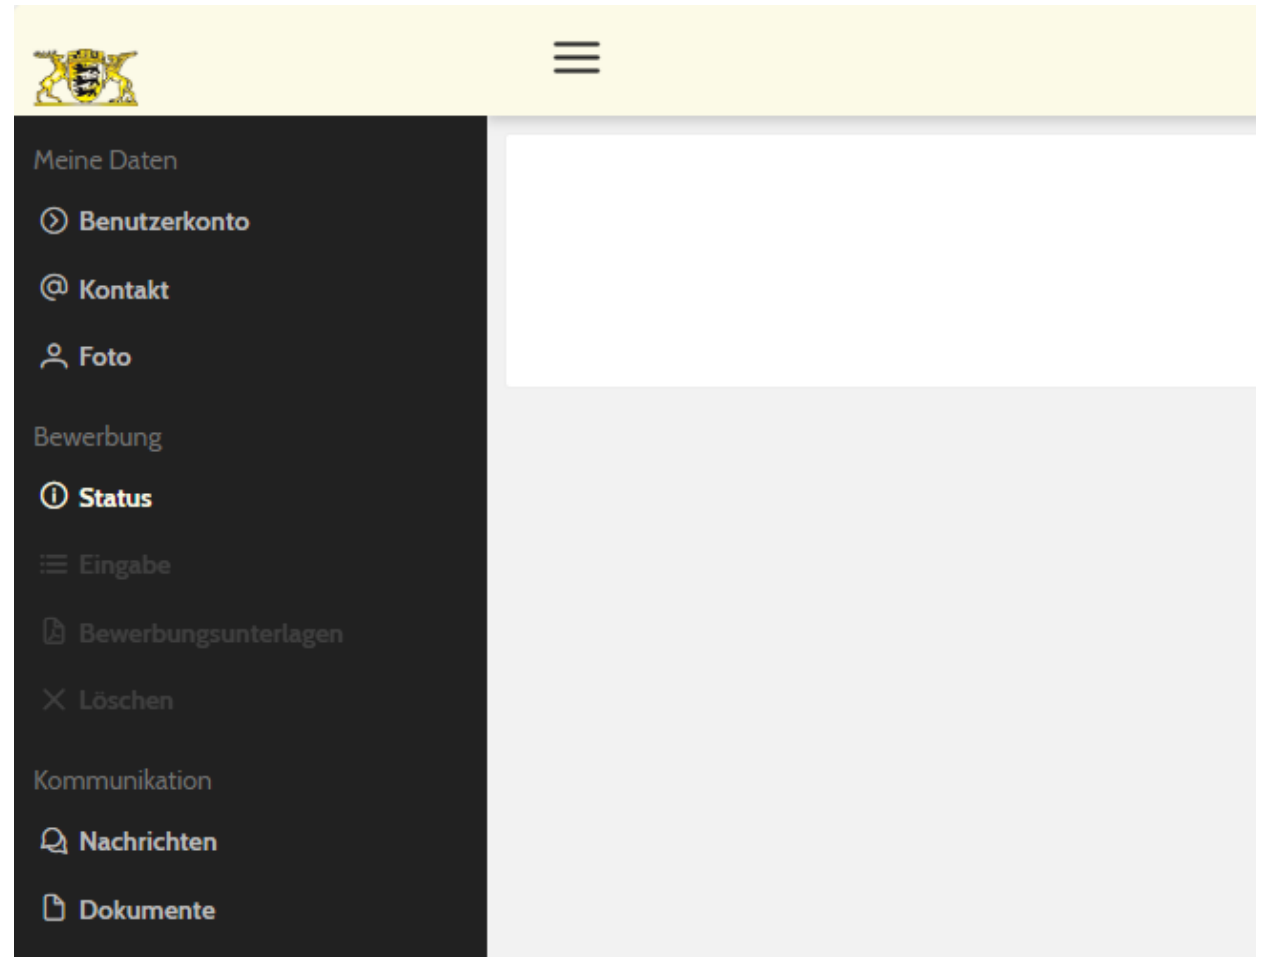 Meine Daten
Benutzerkonto
Kontakt
Foto
Bewerbung
Status
Eingabe
Bewerbungsunterlagen
Löschen
Kommunikation
Nachrichten
Dokumente